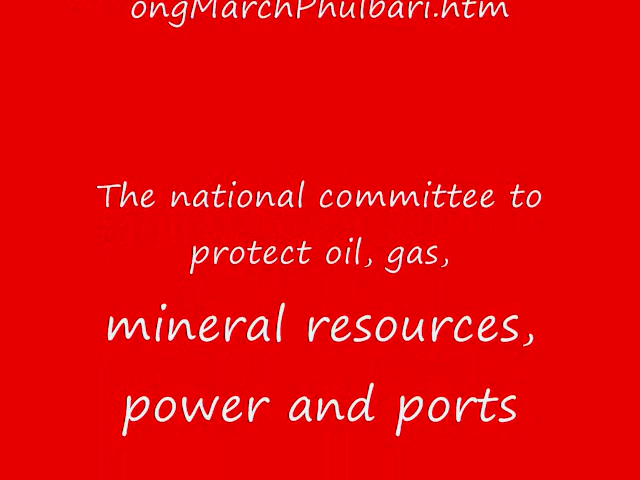 ongMarchPhulbari.htm
The national committee to
protect oil, gas,
mineral resources,
power and ports